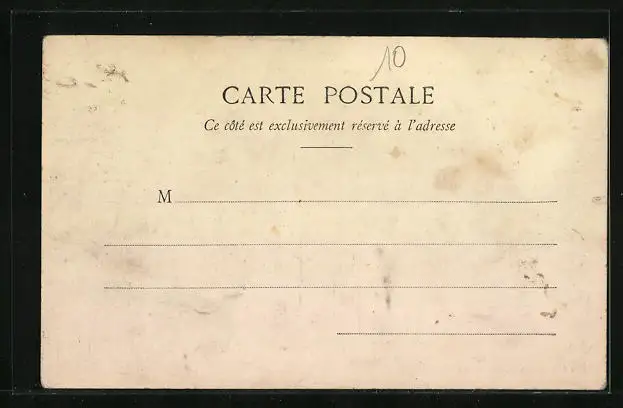 10
CARTE POSTALE
Ce côté est exclusivement réservé à l'adresse
M